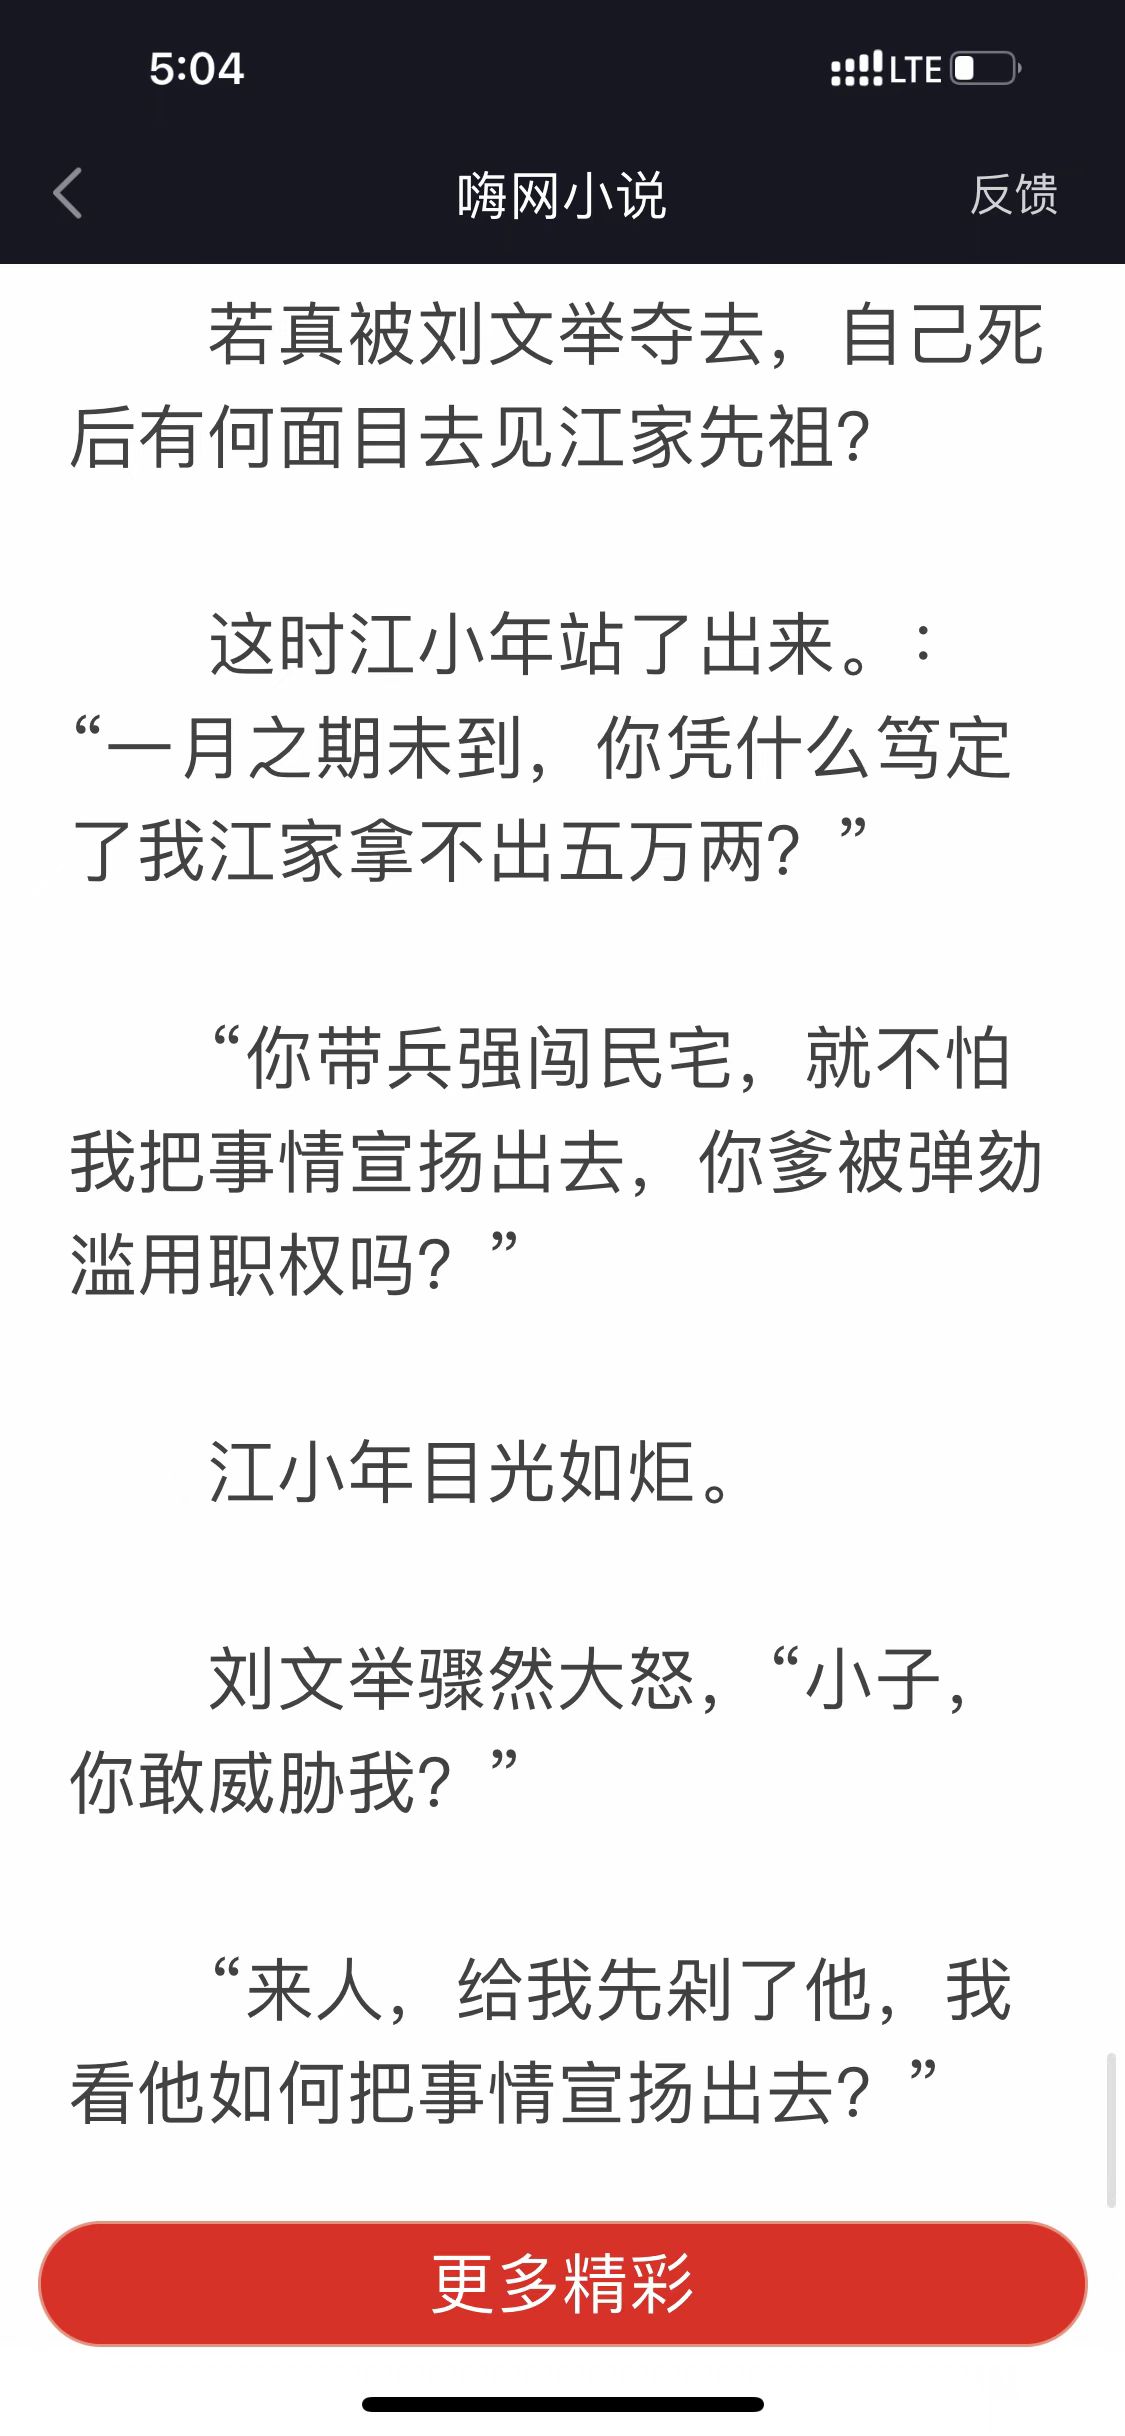 5:04
LTE
嗨网小说
反馈
若真被刘文举夺去，自己死
后有何面目去见江家先祖？
这时江小年站了出来。：
“一月之期未到，你凭什么笃定
了我江家拿不出五万两？”
“你带兵强闯民宅，就不怕
我把事情宣扬出去，你爹被弹劾
滥用职权吗？”
江小年目光如炬。
刘文举骤然大怒，“小子，
你敢威胁我？”
“来人，给我先剁了他，我
看他如何把事情宣扬出去？”
更多精彩